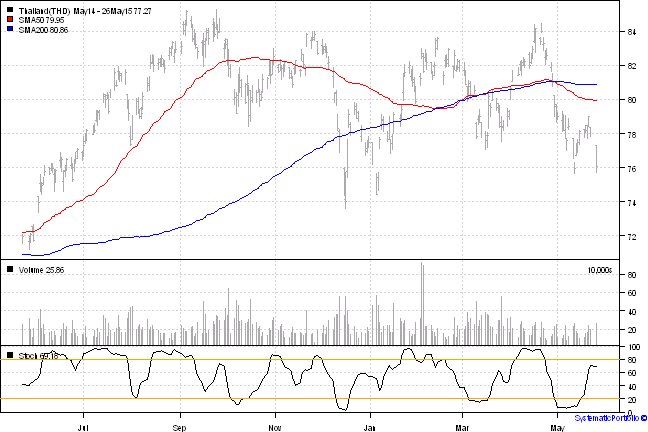 Thailand(THD) May14 - 26May15 77.27
SMA50 79.95
SMA200 80.86
84
82
80
78
76
74
72
Volume 25.86
10,000s
80
60
40
20
Stoch 69.18
100
80
60
40
20
0
Jul Sep Nov Jan Mar May
SystematicPortfolio ©